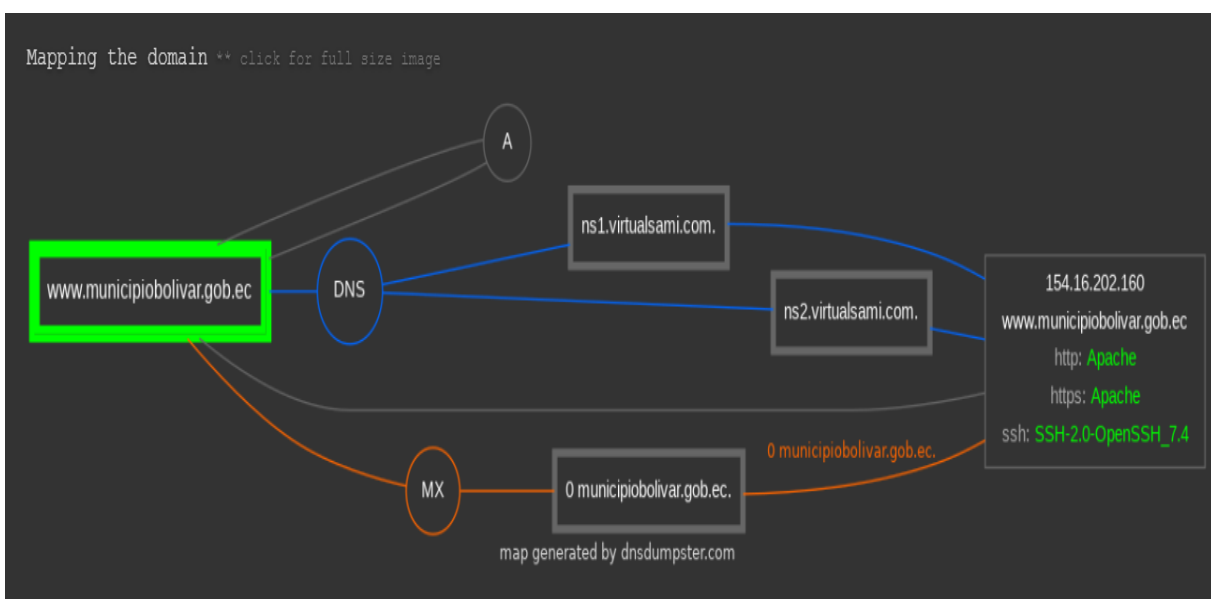 Mapping the domain ** click for full size image
A
www.municipiobolivar.gob.ec
DNS
ns1.virtualsami.com.
ns2.virtualsami.com.
154.16.202.160
www.municipiobolivar.gob.ec
http: Apache
https: Apache
ssh: SSH-2.0-OpenSSH_7.4
0 municipiobolivar.gob.ec.
MX
0 municipiobolivar.gob.ec.
map generated by dnsdumpster.com